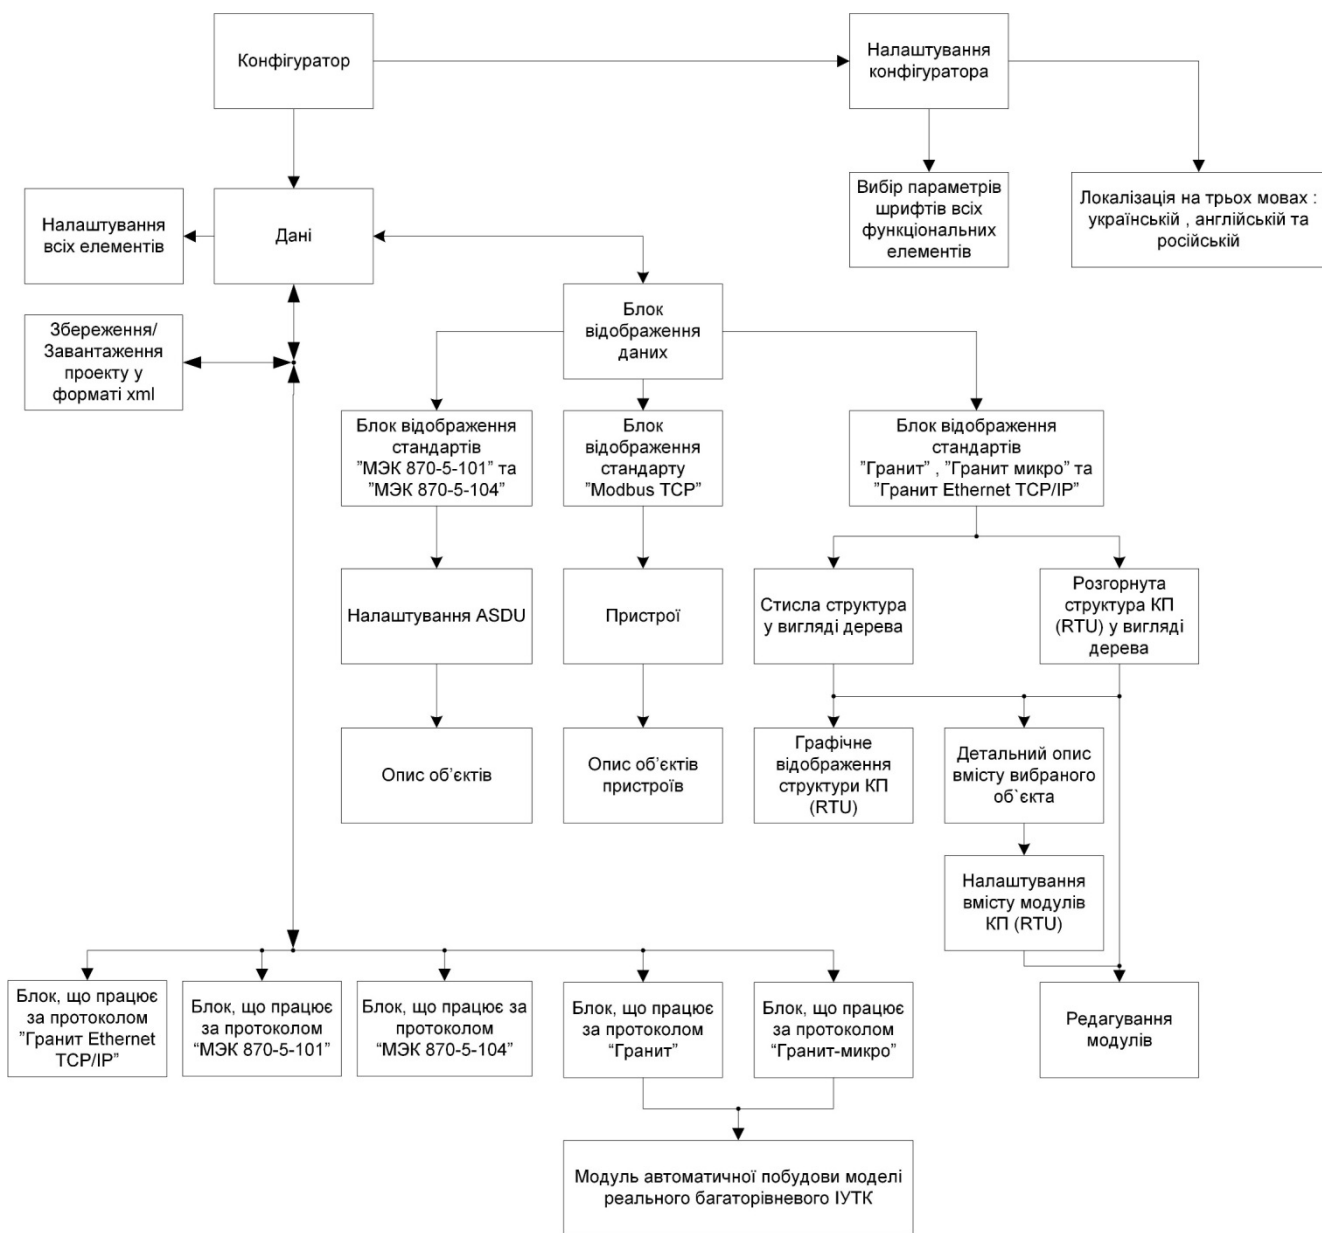 Конфігуратор
Налаштування
конфігуратора
Налаштування
всіх елементів
Дані
Вибір параметрів
шрифтів всіх
функціональних
елементів
Локалізація на трьох мовах :
українській , англійській та
російській
Збереження/
Завантаження
проекту у
форматі xml
Блок
відображення
даних
Блок відображення
стандартів
”МЭК 870-5-101” та
”МЭК 870-5-104”
Блок
відображення
стандарту
”Modbus TCP”
Блок відображення
стандартів
”Гранит” , ”Гранит микро” та
”Гранит Ethernet TCP/IP”
Налаштування ASDU
Пристрої
Стисла структура
у вигляді дерева
Розгорнута
структура КП
(RTU) у вигляді
дерева
Опис об’єктів
Опис об’єктів
пристроїв
Графічне
відображення
структури КП
(RTU)
Детальний опис
вмісту вибраного
об`єкта
Налаштування
вмісту модулів
КП (RTU)
Блок, що працює
за протоколом
”Гранит Ethernet
TCP/IP”
Блок, що працює
за протоколом
“МЭК 870-5-101”
Блок, що працює за
протоколом
“МЭК 870-5-104”
Блок, що працює
за протоколом
“Гранит”
Блок, що працює
за протоколом
“Гранит-микро”
Редагування
модулів
Модуль автоматичної побудови моделі
реального багаторівневого ІУТК